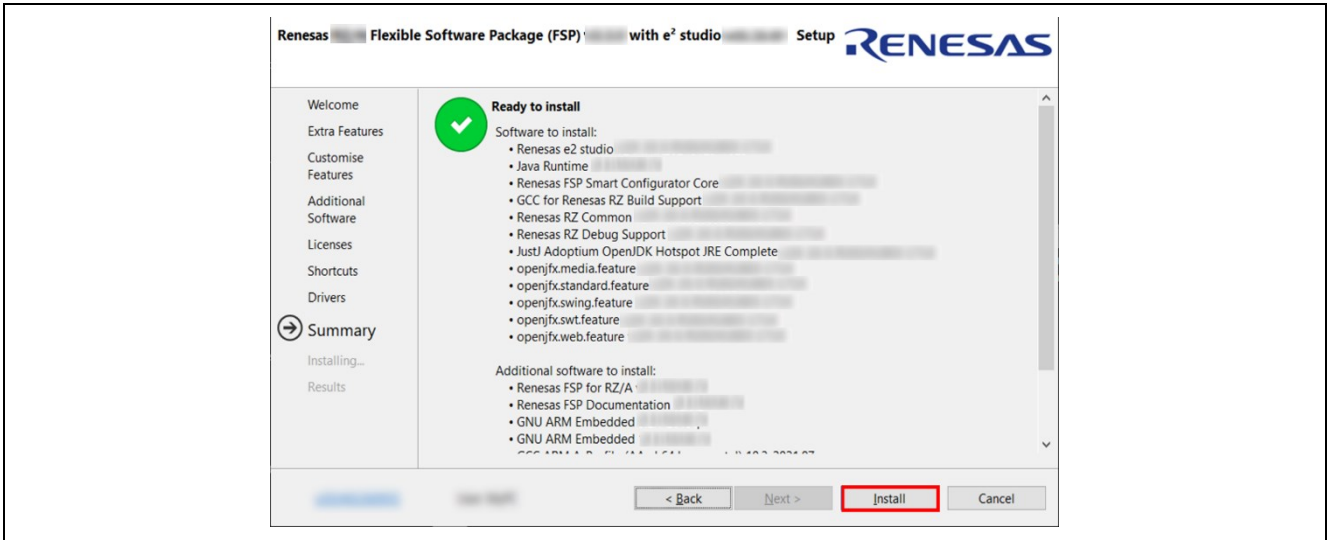 Renesas Flexible Software Package (FSP) with e² studio Setup
RENESAS
Welcome
Extra Features
Customise
Features
Additional
Software
Licenses
Shortcuts
Drivers
Summary
Installing...
Results
Ready to install
Software to install:
• Renesas e2 studio
• Java Runtime
• Renesas FSP Smart Configurator Core
• GCC for Renesas RZ Build Support
• Renesas RZ Common
• Renesas RZ Debug Support
• JustJ Adoptium OpenJDK Hotspot JRE Complete
• openjfx.media.feature
• openjfx.standard.feature
• openjfx.swing.feature
• openjfx.swt.feature
• openjfx.web.feature
Additional software to install:
• Renesas FSP for RZ/A
• Renesas FSP Documentation
• GNU ARM Embedded
• GNU ARM Embedded
< Back
Next >
Install
Cancel